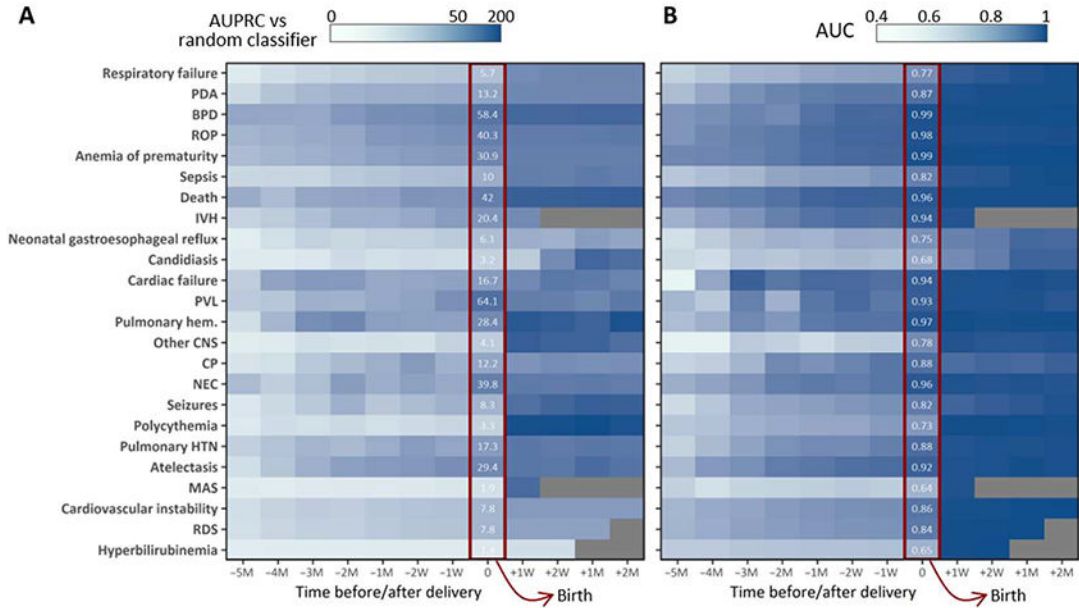 A
AUPRC vs
random classifier
0 50 200
B
AUC
0.4 0.6 0.8 1
Respiratory failure 5.7 0.77
PDA 13.2 0.87
BPD 58.4 0.99
ROP 40.3 0.98
Anemia of prematurity 30.9 0.99
Sepsis 10 0.82
Death 42 0.96
IVH 20.4 0.94
Neonatal gastroesophageal reflux 6.1 0.75
Candidiasis 3.2 0.68
Cardiac failure 16.7 0.94
PVL 64.1 0.93
Pulmonary hem. 28.4 0.97
Other CNS 4.1 0.78
CP 12.2 0.88
NEC 39.8 0.96
Seizures 8.3 0.82
Polycythemia 3.3 0.73
Pulmonary HTN 17.3 0.88
Atelectasis 29.4 0.92
MAS 1.9 0.64
Cardiovascular instability 7.8 0.86
RDS 7.8 0.84
Hyperbilirubinemia 0.65
−5M −4M −3M −2M −1M −2W −1W 0 +1W +2W +1M +2M −5M −4M −3M −2M −1M −2W −1W 0 +1W +2W +1M +2M
Time before/after delivery Birth Time before/after delivery Birth